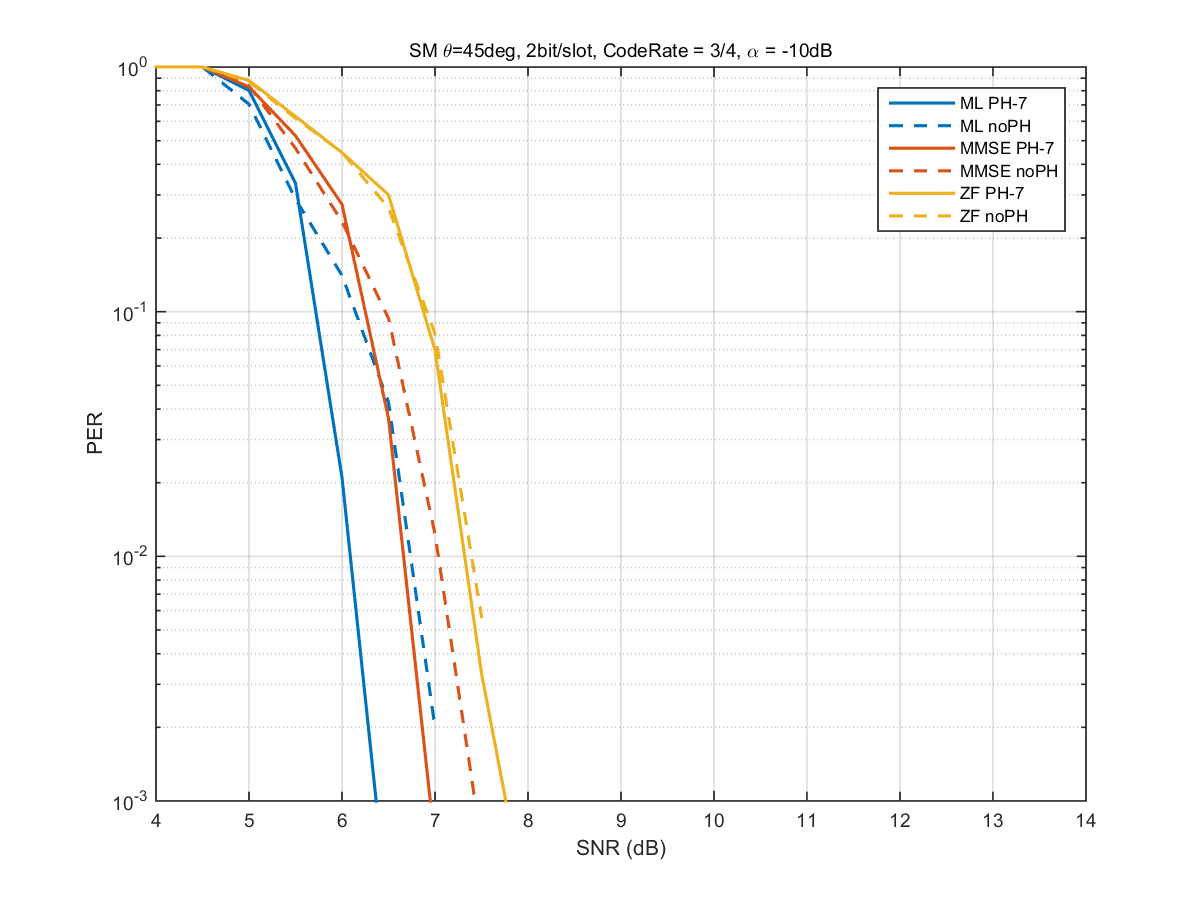 SM θ=45deg, 2bit/slot, CodeRate = 3/4, α = -10dB
10^0
10^-1
10^-2
10^-3
PER
ML PH-7
ML noPH
MMSE PH-7
MMSE noPH
ZF PH-7
ZF noPH
4 5 6 7 8 9 10 11 12 13 14
SNR (dB)